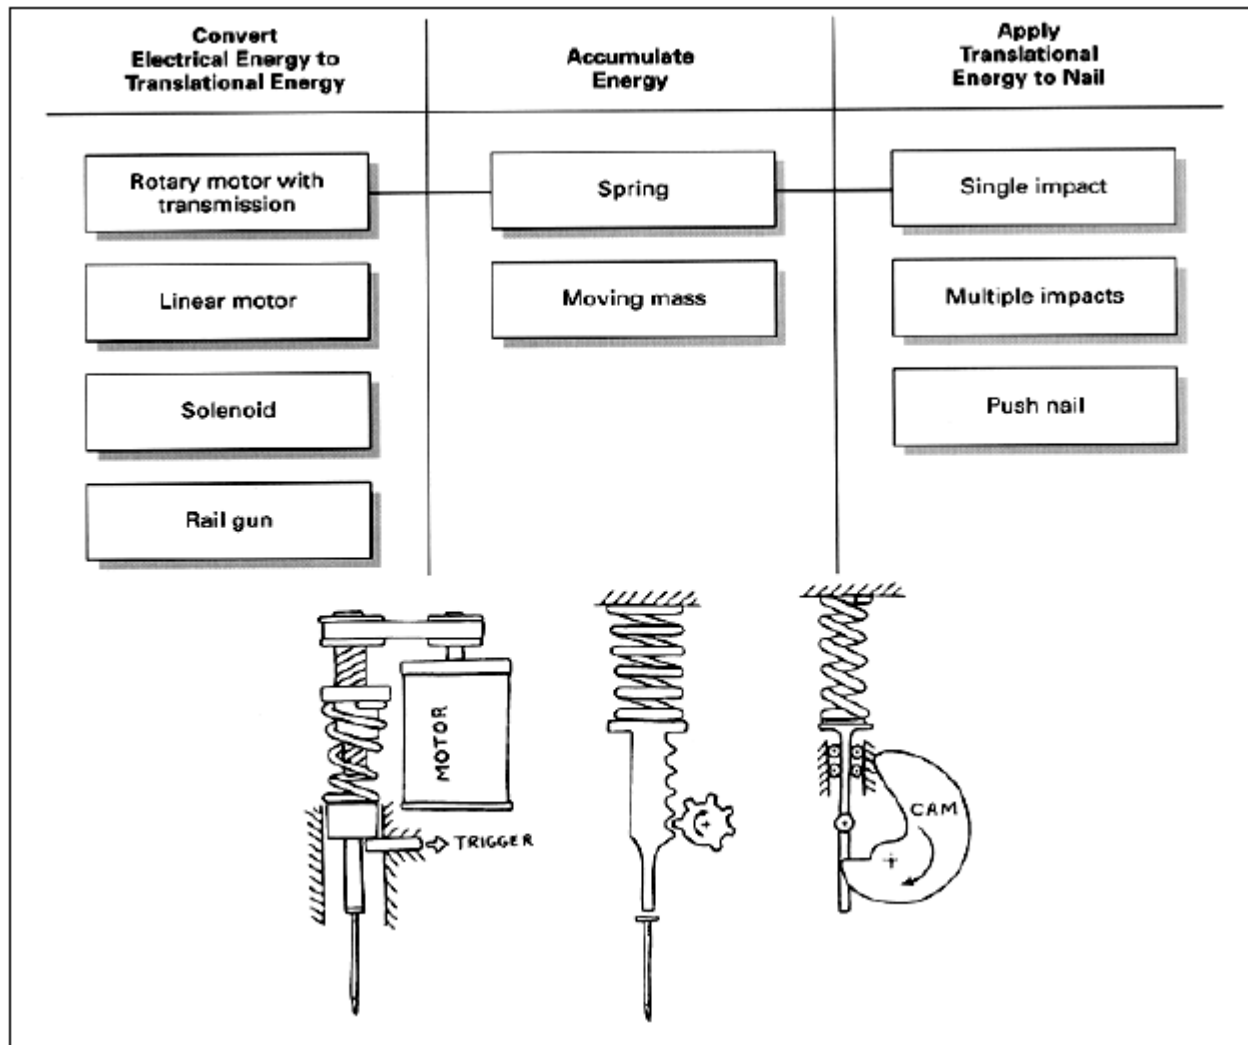 Convert
Electrical Energy to
Translational Energy
Accumulate
Energy
Apply
Translational
Energy to Nail
Rotary motor with
transmission
Spring
Single impact
Linear motor
Moving mass
Multiple impacts
Solenoid
Push nail
Rail gun
MOTOR
TRIGGER
CAM